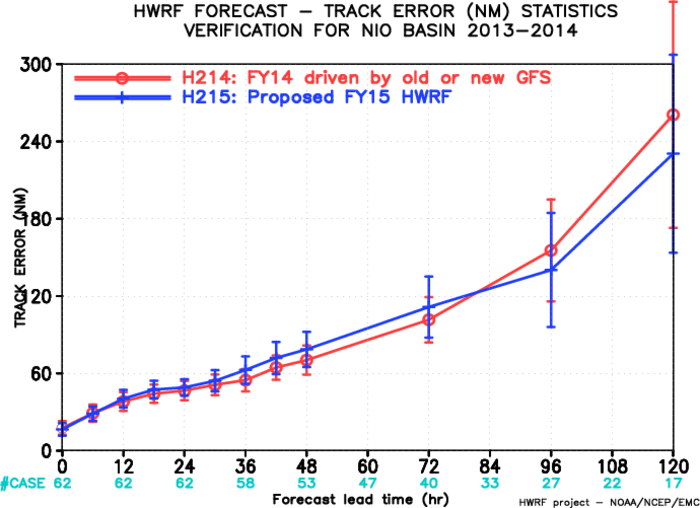 HWRF FORECAST – TRACK ERROR (NM) STATISTICS
VERIFICATION FOR NIO BASIN 2013–2014
H214: FY14 driven by old or new GFS
H215: Proposed FY15 HWRF
TRACK ERROR (NM)
300
240
180
120
60
0
0 12 24 36 48 60 72 84 96 108 120
#CASE 62 62 62 58 53 47 40 33 27 22 17
Forecast lead time (hr)
HWRF project – NOAA/NCEP/EMC